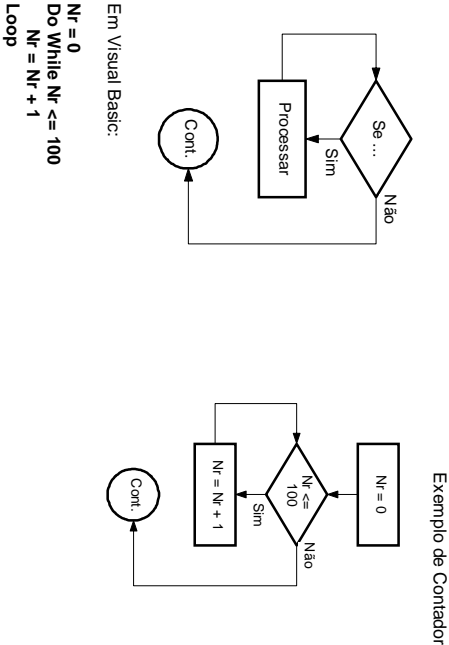 Exemplo de Contador
Se ...
Não
Sim
Processar
Cont.
Nr = 0
Nr <=
100
Não
Sim
Nr = Nr + 1
Cont.
Em Visual Basic:
Nr = 0
Do While Nr <= 100
Nr = Nr + 1
Loop